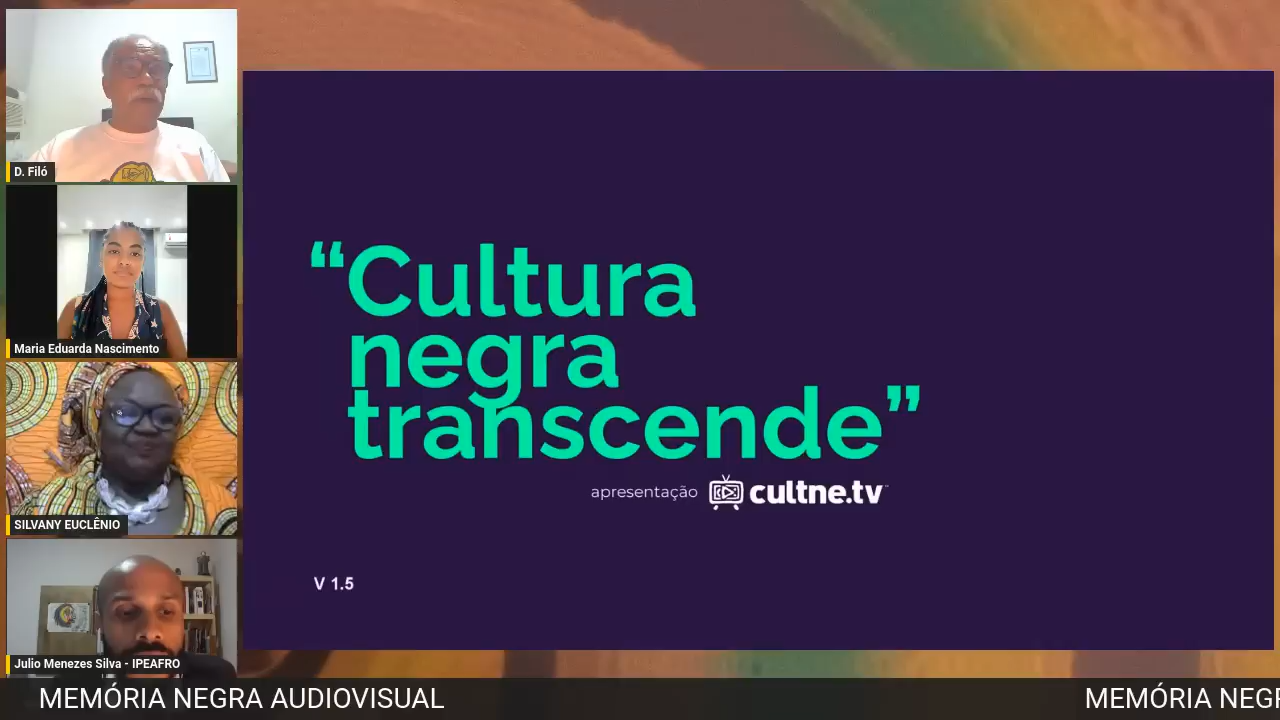 D. Filó
Maria Eduarda Nascimento
SILVANY EUCLÊNIO
Julio Menezes Silva - IPEAFRO
“Cultura
negra
transcende”
apresentação cultne.tv
V 1.5
MEMÓRIA NEGRA AUDIOVISUAL
MEMÓRIA NEG